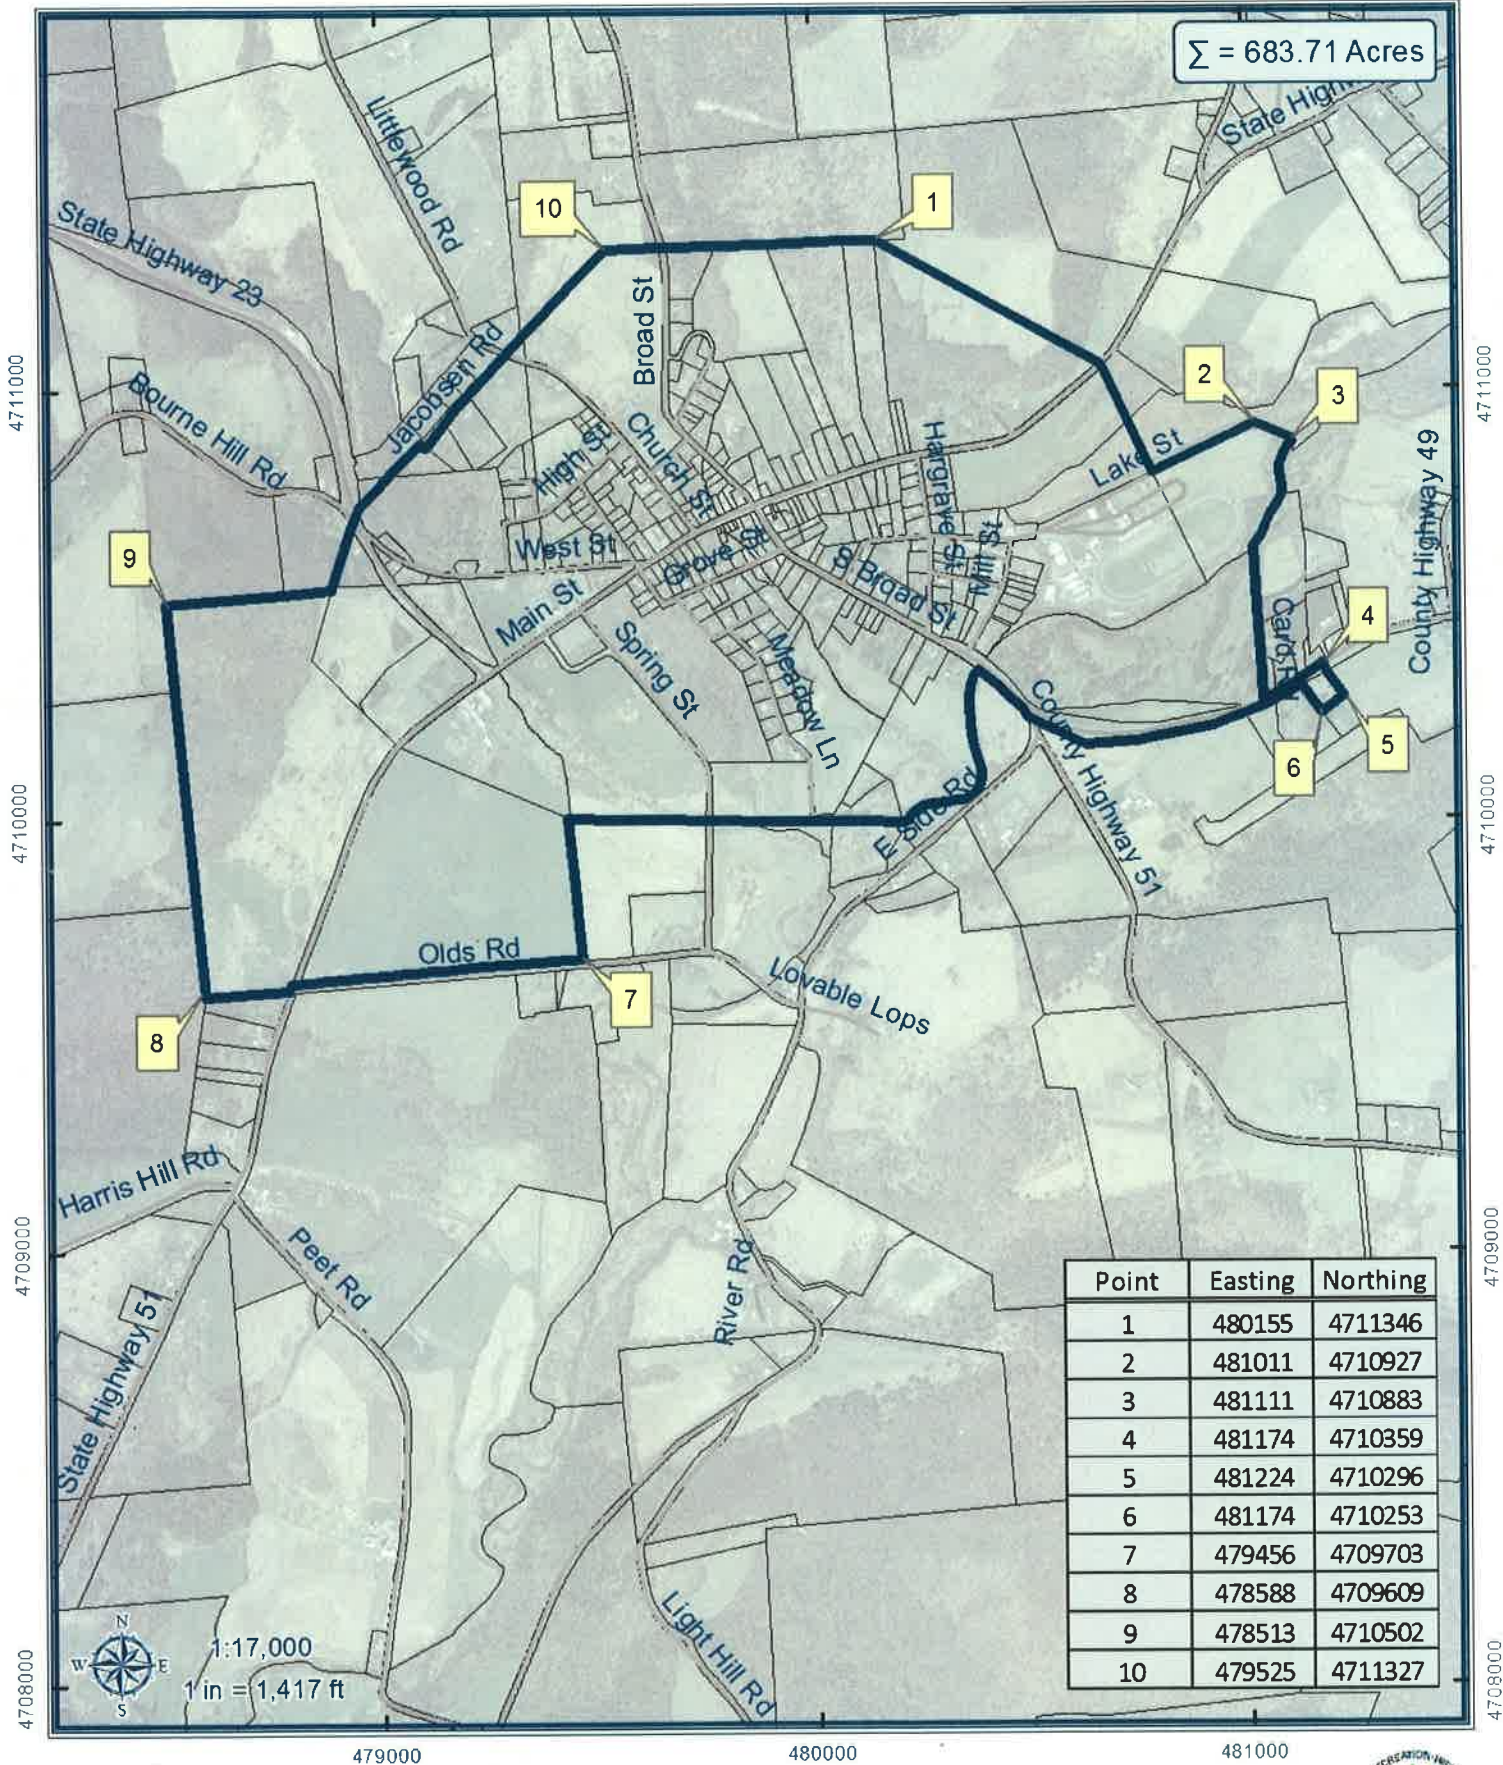 Σ = 683.71 Acres
State High
Littlewood Rd
10
1
State Highway 23
Broad St
Jacobsen Rd
2
3
4711000
4711000
Bourne Hill Rd
Church St
High St
Hargrave St
Lake St
County Highway 49
9
West St
Grove St
S Broad St
Mill St
Main St
Card Rd
4
Spring St
Meadow Ln
County Highway 51
5
6
4710000
4710000
E Side Rd
Olds Rd
Lovable Lops
7
8
Harris Hill Rd
4709000
4709000
Peet Rd
River Rd
State Highway 51
Point Easting Northing
1 480155 4711346
2 481011 4710927
3 481111 4710883
4 481174 4710359
5 481224 4710296
6 481174 4710253
7 479456 4709703
8 478588 4709609
9 478513 4710502
10 479525 4711327
Light Hill Rd
N
W E
S
1:17,000
1 in = 1,417 ft
4708000
4708000
479000
480000
481000